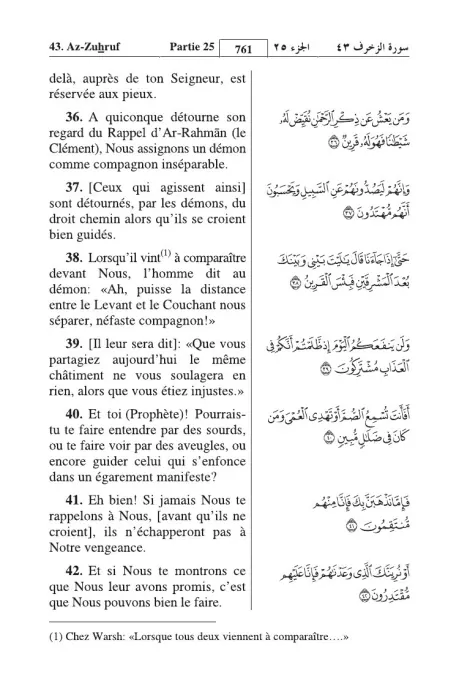 43. Az-Zuhruf Partie 25 761 الجزء ٢٥ سورة الزخرف ٤٣
delà, auprès de ton Seigneur, est
réservée aux pieux.
36. A quiconque détourne son
regard du Rappel d'Ar-Rahmān (le
Clément), Nous assignons un démon
comme compagnon inséparable.
37. [Ceux qui agissent ainsi]
sont détournés, par les démons, du
droit chemin alors qu'ils se croient
bien guidés.
38. Lorsqu'il vint(1) à comparaître
devant Nous, l'homme dit au
démon: «Ah, puisse la distance
entre le Levant et le Couchant nous
séparer, néfaste compagnon!»
39. [Il leur sera dit]: «Que vous
partagiez aujourd'hui le même
châtiment ne vous soulagera en
rien, alors que vous étiez injustes.»
40. Et toi (Prophète)! Pourrais-
tu te faire entendre par des sourds,
ou te faire voir par des aveugles, ou
encore guider celui qui s'enfonce
dans un égarement manifeste?
41. Eh bien! Si jamais Nous te
rappelons à Nous, [avant qu'ils ne
croient], ils n'échapperont pas à
Notre vengeance.
42. Et si Nous te montrons ce
que Nous leur avons promis, c'est
que Nous pouvons bien le faire.
وَمَن يَعْشُ عَن ذِكْرِ ٱلرَّحْمَٰنِ نُقَيِّضْ لَهُۥ
شَيْطَٰنًا فَهُوَ لَهُۥ قَرِينٌ ﴿٣٦﴾
وَإِنَّهُمْ لَيَصُدُّونَهُمْ عَنِ ٱلسَّبِيلِ وَيَحْسَبُونَ
أَنَّهُم مُّهْتَدُونَ ﴿٣٧﴾
حَتَّىٰٓ إِذَا جَآءَنَا قَالَ يَٰلَيْتَ بَيْنِى وَبَيْنَكَ
بُعْدَ ٱلْمَشْرِقَيْنِ فَبِئْسَ ٱلْقَرِينُ ﴿٣٨﴾
وَلَن يَنفَعَكُمُ ٱلْيَوْمَ إِذ ظَّلَمْتُمْ أَنَّكُمْ فِى
ٱلْعَذَابِ مُشْتَرِكُونَ ﴿٣٩﴾
أَفَأَنتَ تُسْمِعُ ٱلصُّمَّ أَوْ تَهْدِى ٱلْعُمْىَ وَمَن
كَانَ فِى ضَلَٰلٍ مُّبِينٍ ﴿٤٠﴾
فَإِمَّا نَذْهَبَنَّ بِكَ فَإِنَّا مِنْهُم
مُّنتَقِمُونَ ﴿٤١﴾
أَوْ نُرِيَنَّكَ ٱلَّذِى وَعَدْنَٰهُمْ فَإِنَّا عَلَيْهِم
مُّقْتَدِرُونَ ﴿٤٢﴾
(1) Chez Warsh: «Lorsque tous deux viennent à comparaître….»